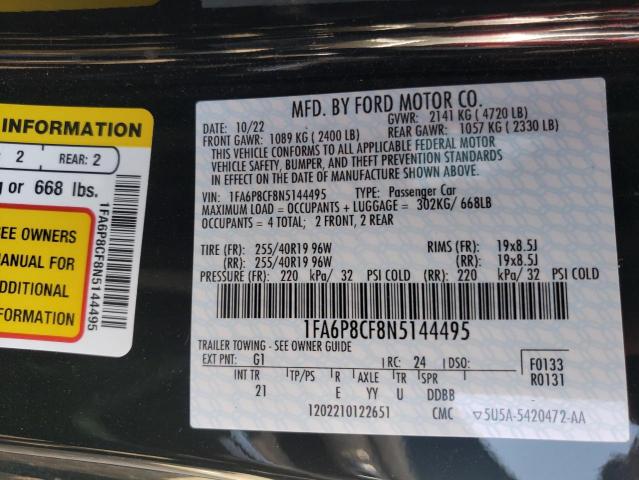 INFORMATION
2
REAR: 2
or 668 lbs.
SEE OWNERS
MANUAL FOR
ADDITIONAL
INFORMATION
1FA6P8CF8N5144495
MFD. BY FORD MOTOR CO.
DATE: 10/22 GVWR: 2141 KG ( 4720 LB)
FRONT GAWR: 1089 KG ( 2400 LB) REAR GAWR: 1057 KG ( 2330 LB)
THIS VEHICLE CONFORMS TO ALL APPLICABLE FEDERAL MOTOR
VEHICLE SAFETY, BUMPER, AND THEFT PREVENTION STANDARDS
IN EFFECT ON THE DATE OF MANUFACTURE SHOWN ABOVE.
VIN: 1FA6P8CF8N5144495 TYPE: Passenger Car
MAXIMUM LOAD = OCCUPANTS + LUGGAGE = 302KG/ 668LB
OCCUPANTS = 4 TOTAL; 2 FRONT, 2 REAR
TIRE (FR): 255/40R19 96W RIMS (FR): 19x8.5J
(RR): 255/40R19 96W (RR): 19x8.5J
PRESSURE (FR): 220 kPa/ 32 PSI COLD (RR): 220 kPa/ 32 PSI COLD
1FA6P8CF8N5144495
TRAILER TOWING - SEE OWNER GUIDE
EXT PNT: G1 RC: 24 DSO: F0133
R0131
INT TR TP/PS R AXLE TR SPR
21 E YY U DDBB
1202210122651 CMC ▽5U5A-5420472-AA